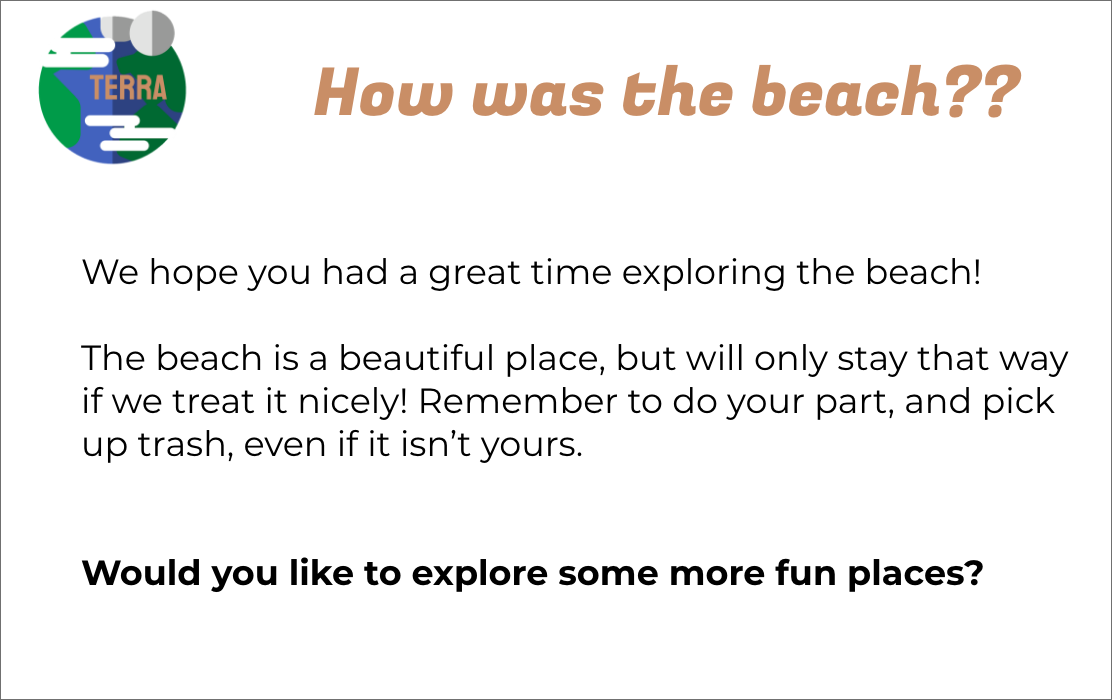 TERRA
How was the beach??
We hope you had a great time exploring the beach!
The beach is a beautiful place, but will only stay that way
if we treat it nicely! Remember to do your part, and pick
up trash, even if it isn’t yours.
Would you like to explore some more fun places?